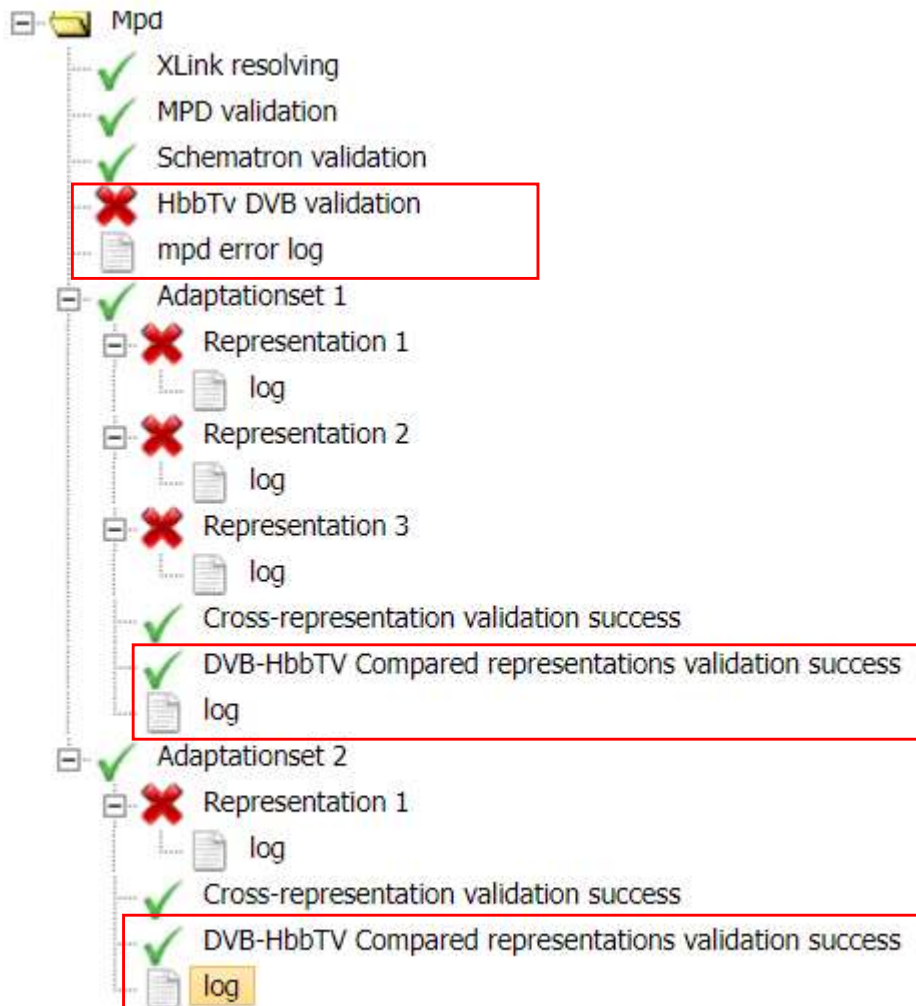 Mpd
XLink resolving
MPD validation
Schematron validation
HbbTv DVB validation
mpd error log
Adaptationset 1
Representation 1
log
Representation 2
log
Representation 3
log
Cross-representation validation success
DVB-HbbTV Compared representations validation success
log
Adaptationset 2
Representation 1
log
Cross-representation validation success
DVB-HbbTV Compared representations validation success
log